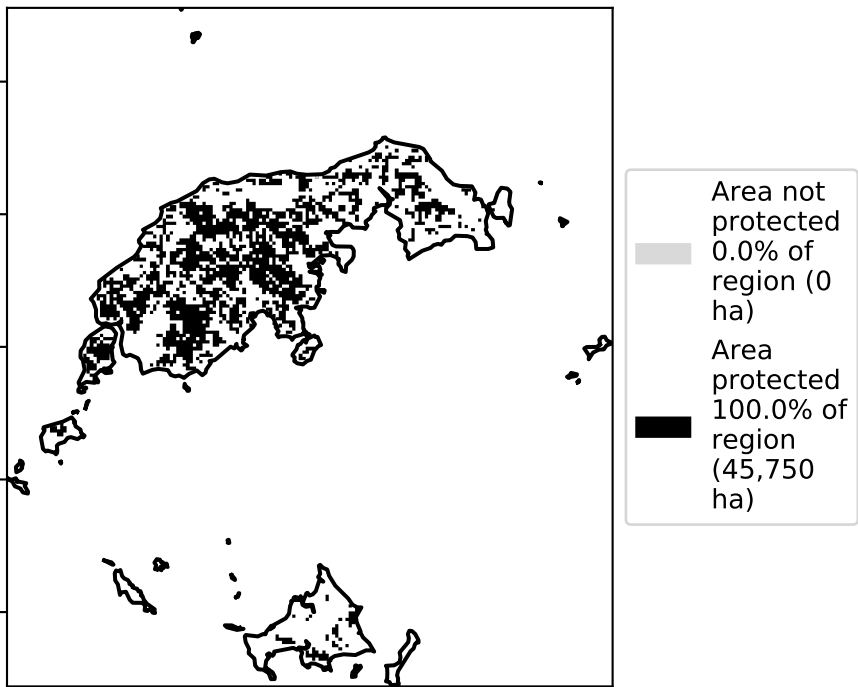 Area not
protected
0.0% of
region (0
ha)
Area
protected
100.0% of
region
(45,750
ha)